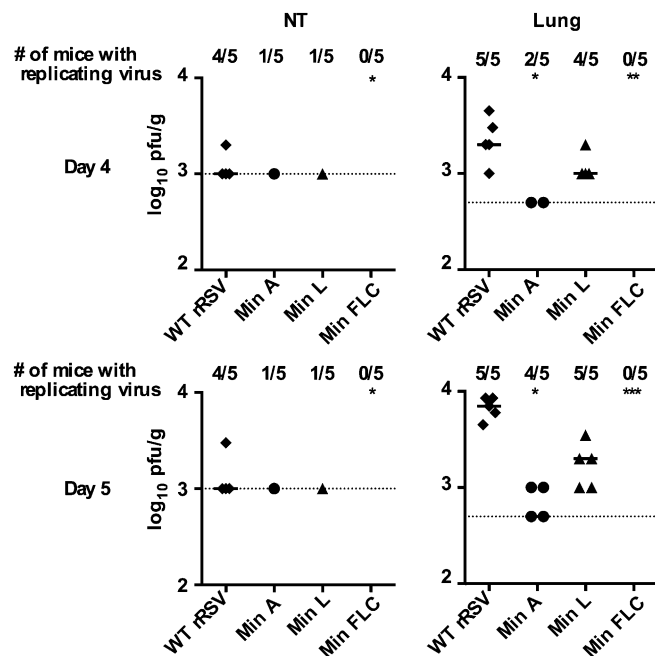 NT Lung
# of mice with
replicating virus
4/5 1/5 1/5 0/5 5/5 2/5 4/5 0/5
* * **
Day 4
log10 pfu/g
4
3
2
4
3
2
WT rRSV Min A Min L Min FLC WT rRSV Min A Min L Min FLC
# of mice with
replicating virus
4/5 1/5 1/5 0/5 5/5 4/5 5/5 0/5
* * ***
Day 5
log10 pfu/g
4
3
2
4
3
2
WT rRSV Min A Min L Min FLC WT rRSV Min A Min L Min FLC